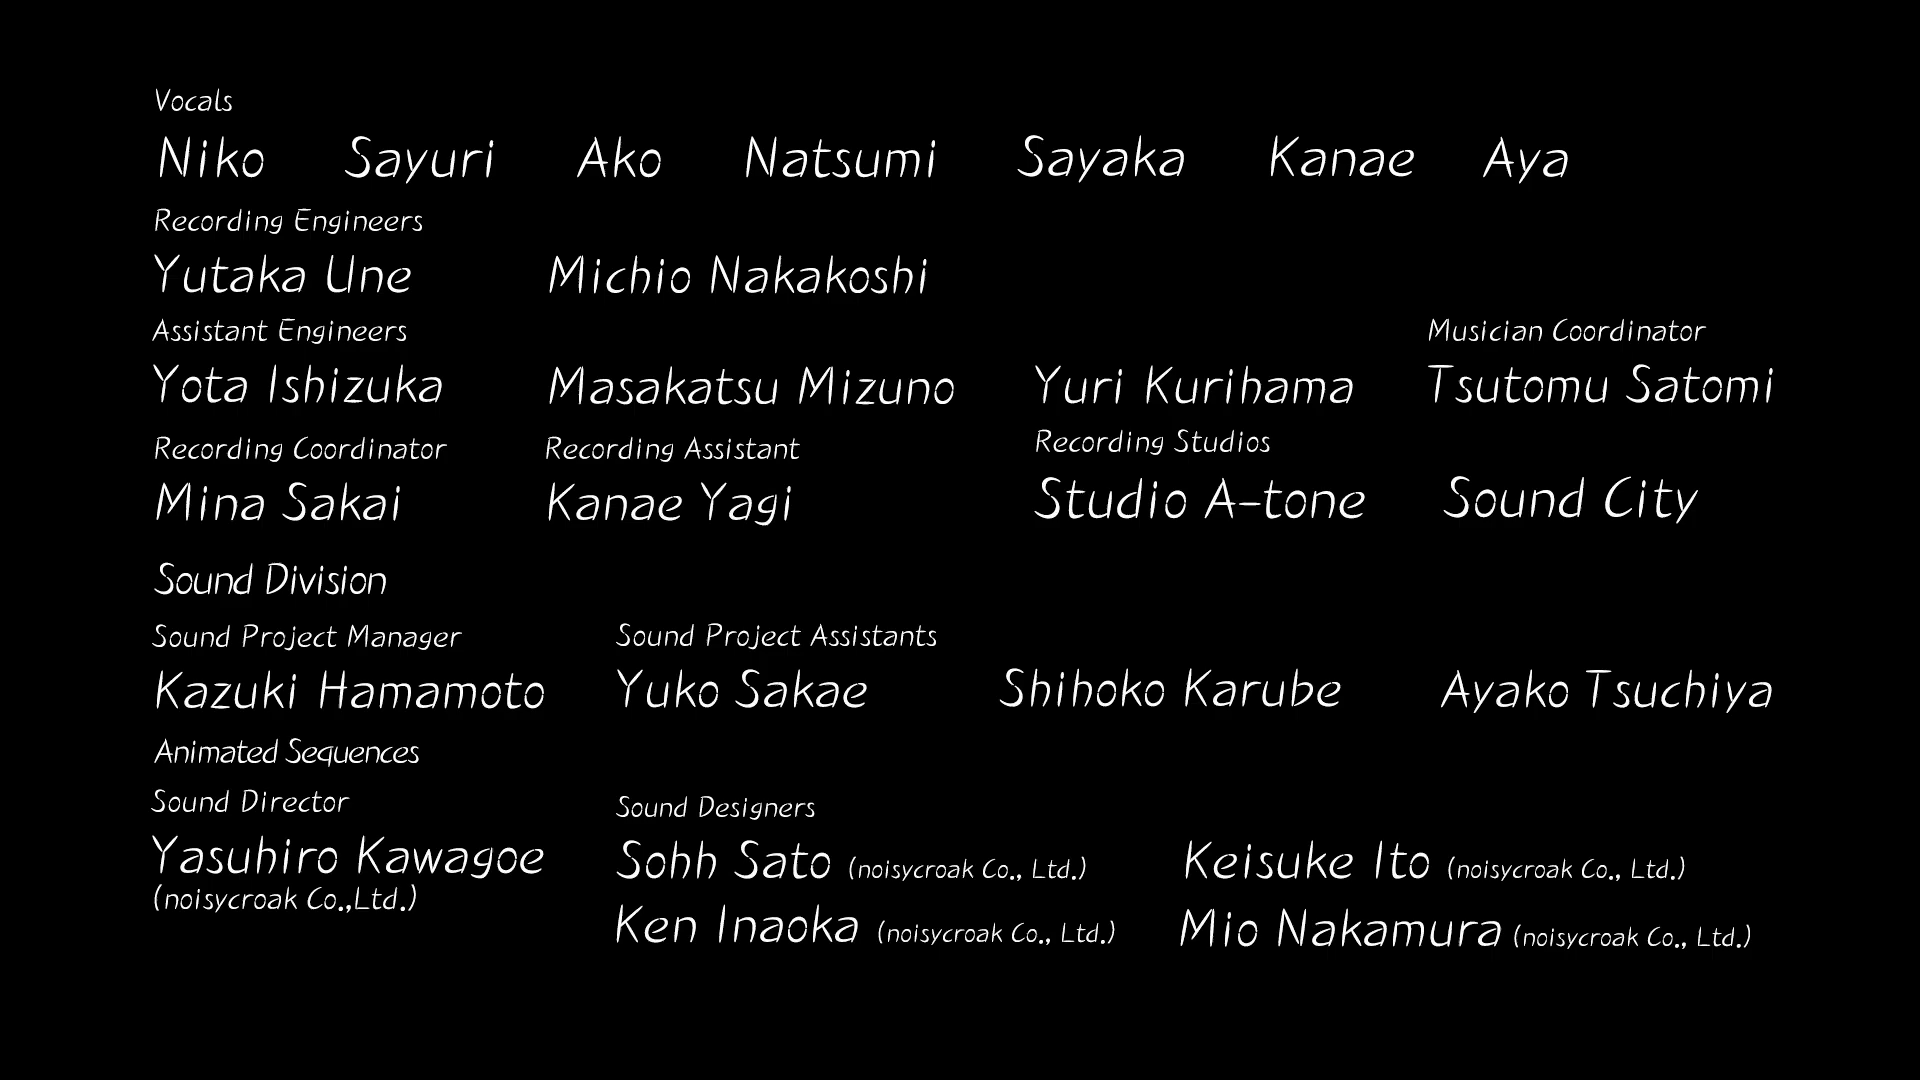 Vocals
Niko Sayuri Ako Natsumi Sayaka Kanae Aya
Recording Engineers
Yutaka Une Michio Nakakoshi
Assistant Engineers Musician Coordinator
Yota Ishizuka Masakatsu Mizuno Yuri Kurihama Tsutomu Satomi
Recording Coordinator Recording Assistant Recording Studios
Mina Sakai Kanae Yagi Studio A-tone Sound City
Sound Division
Sound Project Manager Sound Project Assistants
Kazuki Hamamoto Yuko Sakae Shihoko Karube Ayako Tsuchiya
Animated Sequences
Sound Director Sound Designers
Yasuhiro Kawagoe Sohh Sato (noisycroak Co., Ltd.) Keisuke Ito (noisycroak Co., Ltd.)
(noisycroak Co.,Ltd.)
Ken Inaoka (noisycroak Co., Ltd.) Mio Nakamura (noisycroak Co., Ltd.)